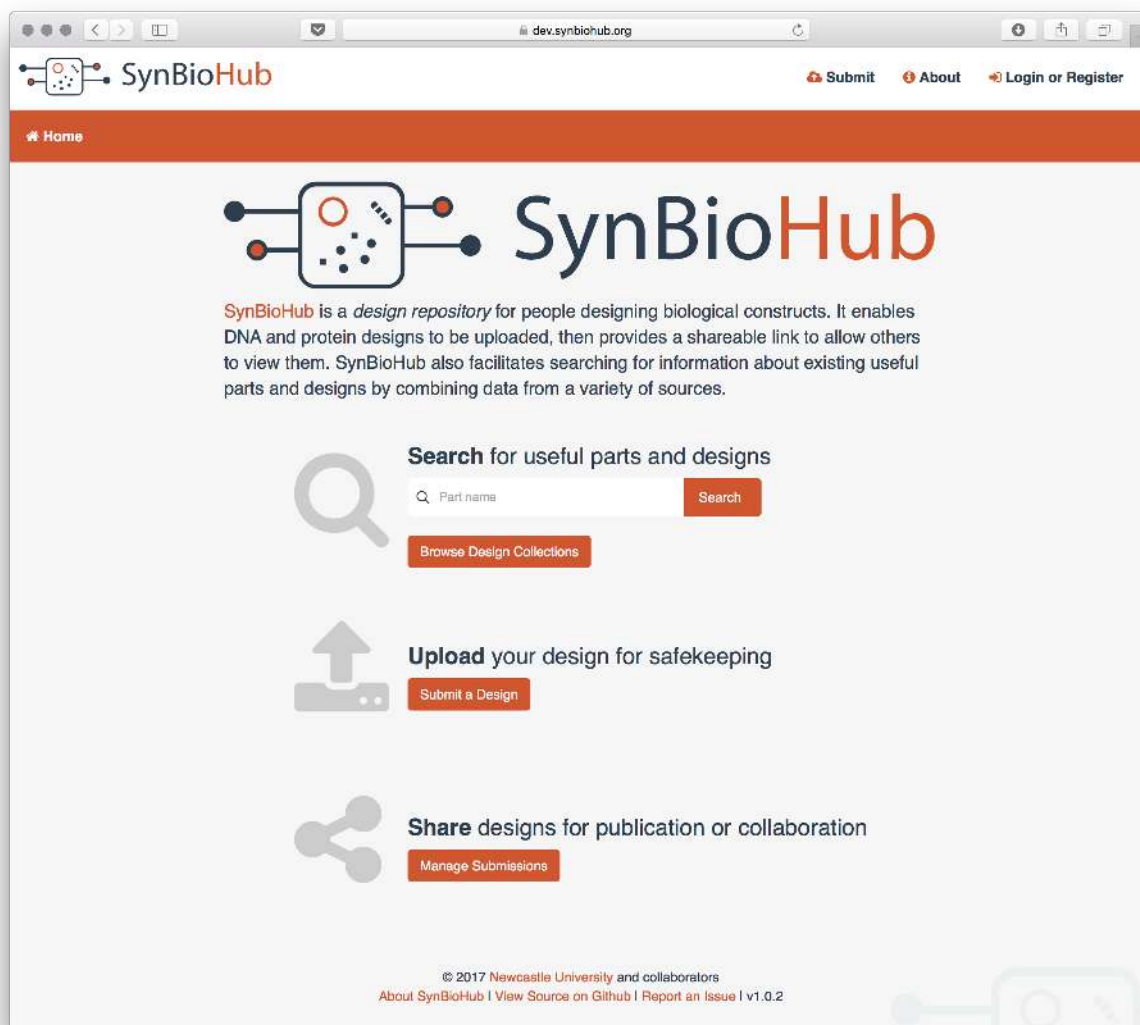 dev.synbiohub.org
SynBioHub
Submit
About
Login or Register
Home
SynBioHub
SynBioHub is a design repository for people designing biological constructs. It enables
DNA and protein designs to be uploaded, then provides a shareable link to allow others
to view them. SynBioHub also facilitates searching for information about existing useful
parts and designs by combining data from a variety of sources.
Search for useful parts and designs
Part name
Search
Browse Design Collections
Upload your design for safekeeping
Submit a Design
Share designs for publication or collaboration
Manage Submissions
© 2017 Newcastle University and collaborators
About SynBioHub | View Source on Github | Report an Issue | v1.0.2